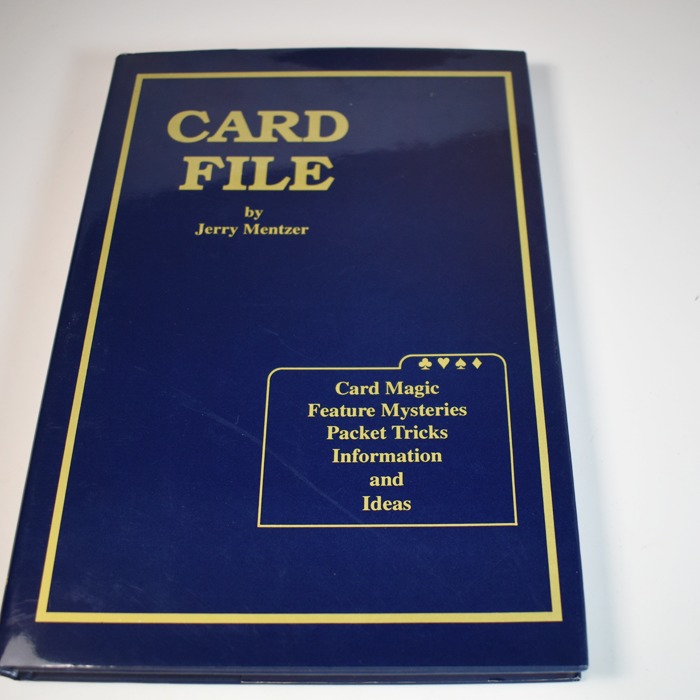 CARD
FILE
by
Jerry Mentzer
Card Magic
Feature Mysteries
Packet Tricks
Information
and
Ideas